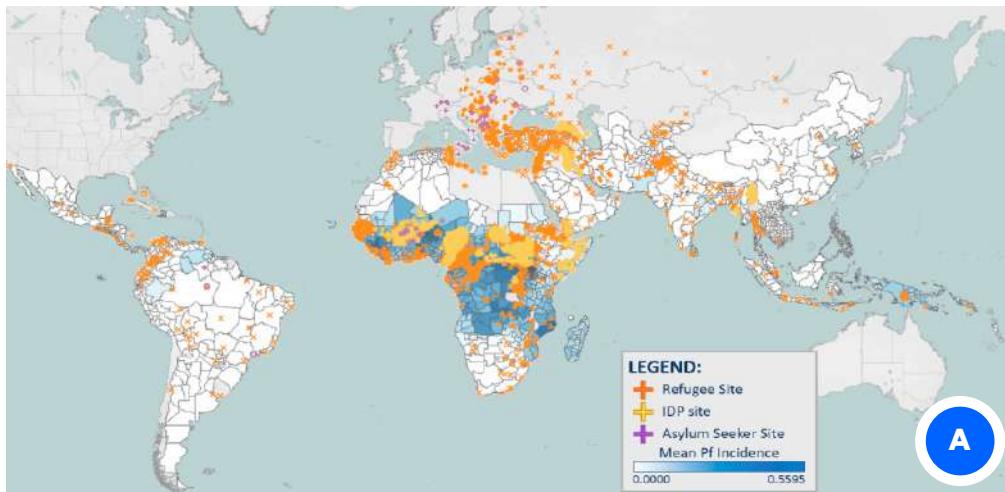 LEGEND:
Refugee Site
IDP site
Asylum Seeker Site
Mean Pf Incidence
0.0000 0.5595
A